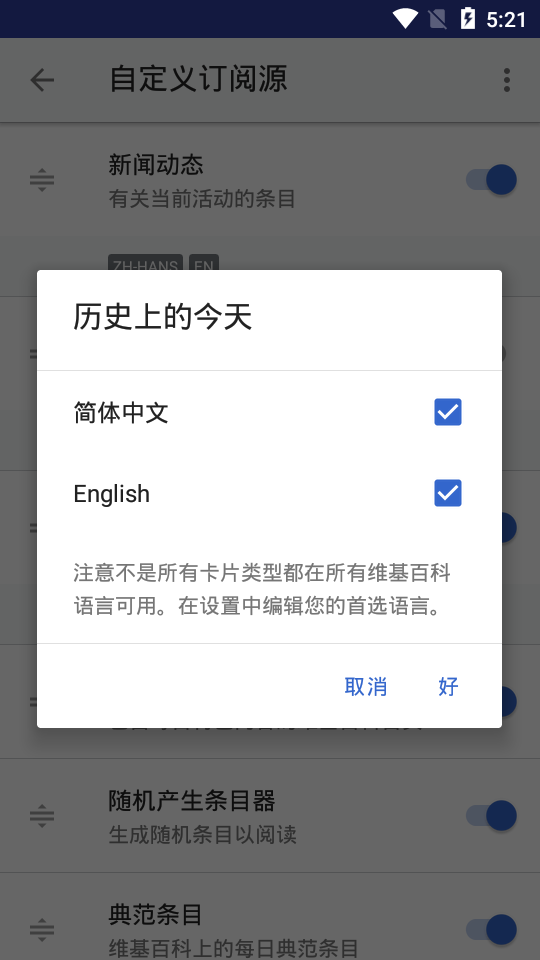 5:21
自定义订阅源
新闻动态
有关当前活动的条目
ZH-HANS EN
历史上的今天
简体中文
English
注意不是所有卡片类型都在所有维基百科
语言可用。在设置中编辑您的首选语言。
取消 好
随机产生条目器
生成随机条目以阅读
典范条目
维基百科上的每日典范条目